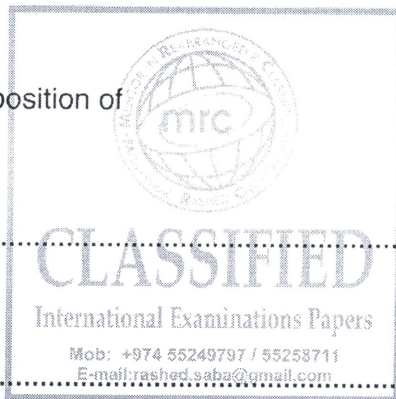 position of
mrc
CLASSIFIED
International Examinations Papers
Mob: +974 55249797 / 55258711
E-mail:rashed.saba@gmail.com